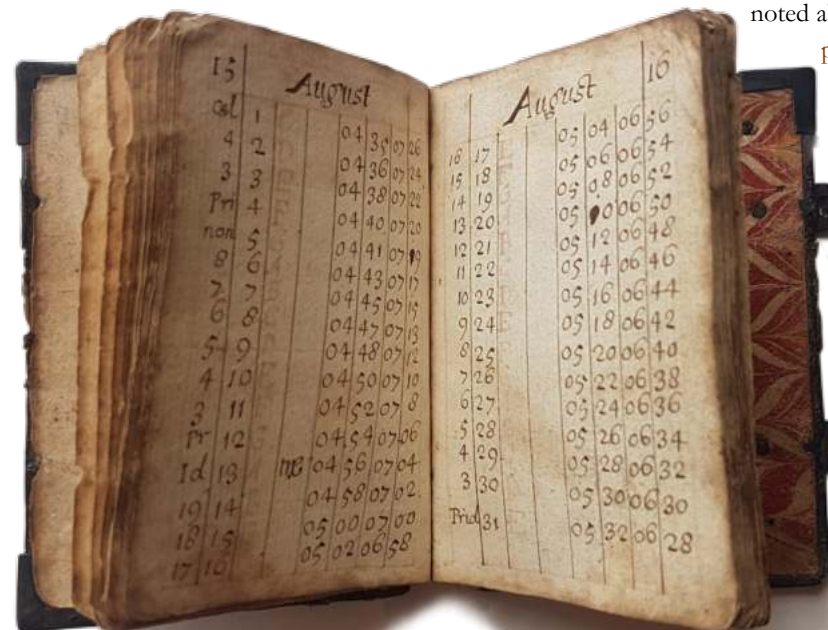 noted
15 August
Cal 1 04 35 07 26
4 2 04 36 07 24
3 3 04 38 07 22
Pri 4 04 40 07 20
non 5 04 41 07 19
8 6 04 43 07 17
7 7 04 45 07 15
6 8 04 47 07 13
5 9 04 48 07 12
4 10 04 50 07 10
3 11 04 52 07 8
Pr 12 04 54 07 06
Id 13 04 56 07 04
19 14 04 58 07 02
18 15 05 00 07 00
17 16 05 02 06 58
August 16
16 17 05 04 06 56
15 18 05 06 06 54
14 19 05 08 06 52
13 20 05 10 06 50
12 21 05 12 06 48
11 22 05 14 06 46
10 23 05 16 06 44
9 24 05 18 06 42
8 25 05 20 06 40
7 26 05 22 06 38
6 27 05 24 06 36
5 28 05 26 06 34
4 29 05 28 06 32
3 30 05 30 06 30
Prid 31 05 32 06 28